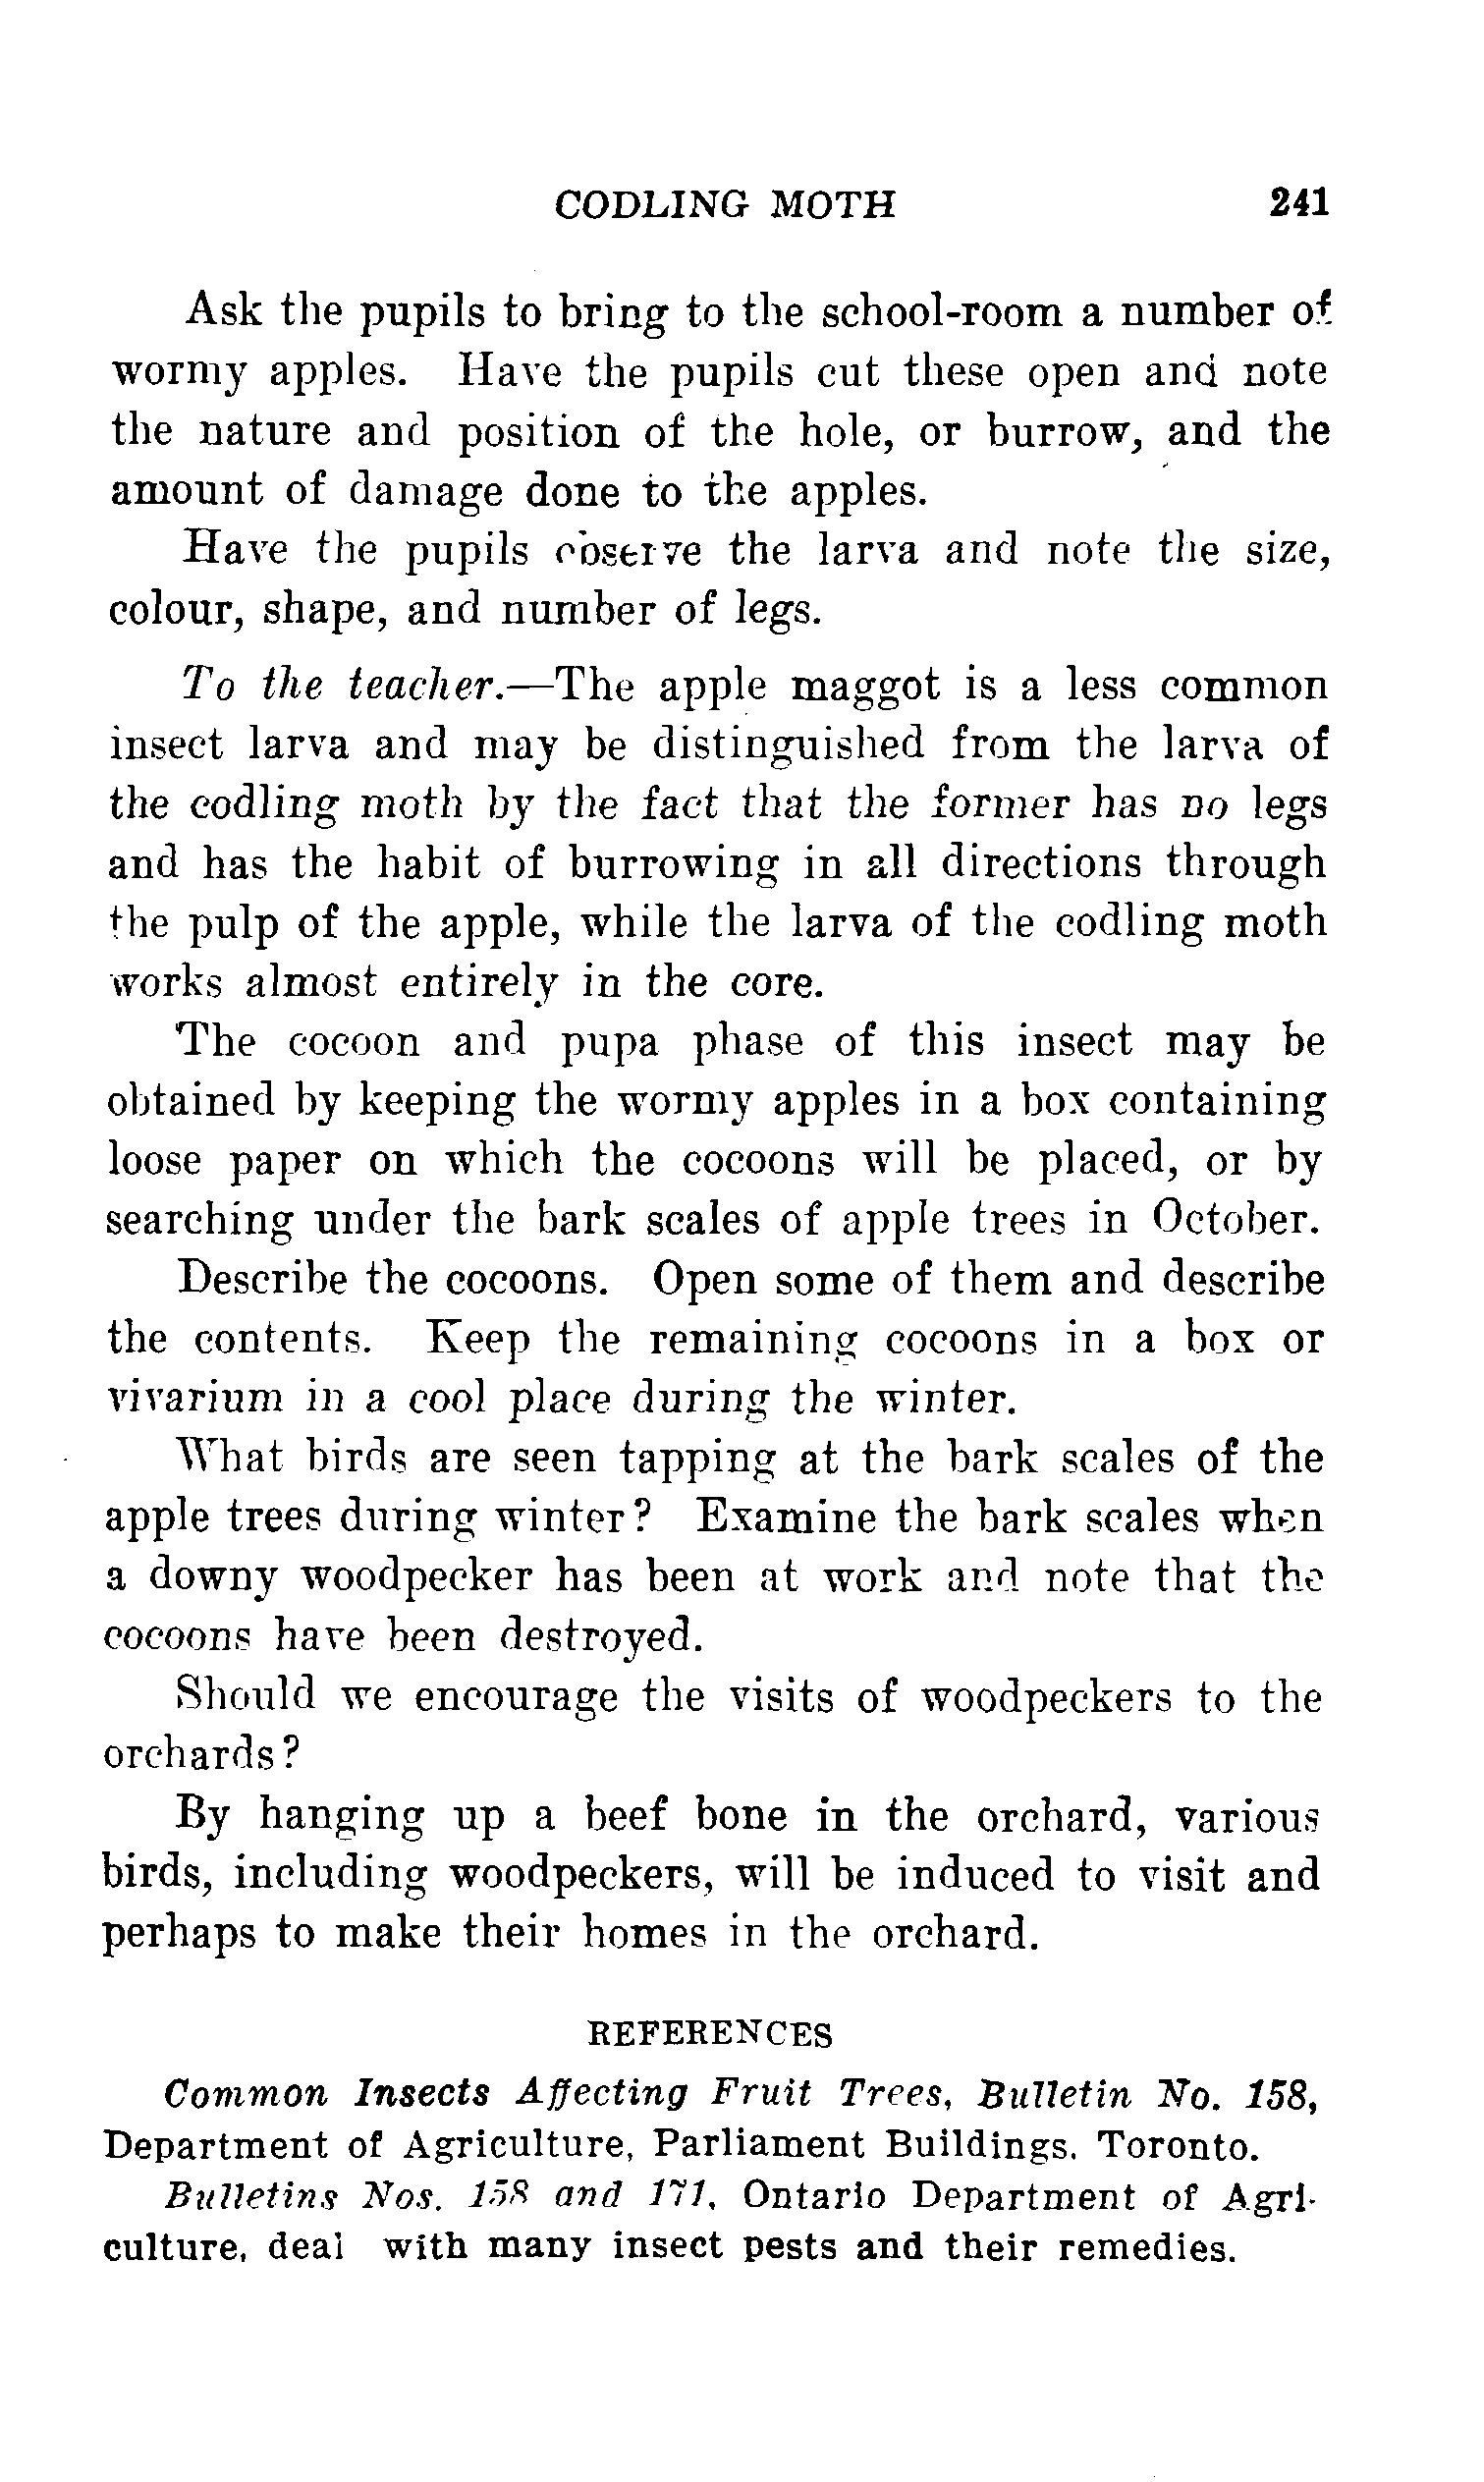 CODLING MOTH 241
Ask the pupils to bring to the school-room a number of
wormy apples. Have the pupils cut these open and note
the nature and position of the hole, or burrow, and the
amount of damage done to the apples.
Have the pupils observe the larva and note the size,
colour, shape, and number of legs.
To the teacher.—The apple maggot is a less common
insect larva and may be distinguished from the larva of
the codling moth by the fact that the former has no legs
and has the habit of burrowing in all directions through
the pulp of the apple, while the larva of the codling moth
works almost entirely in the core.
The cocoon and pupa phase of this insect may be
obtained by keeping the wormy apples in a box containing
loose paper on which the cocoons will be placed, or by
searching under the bark scales of apple trees in October.
Describe the cocoons. Open some of them and describe
the contents. Keep the remaining cocoons in a box or
vivarium in a cool place during the winter.
What birds are seen tapping at the bark scales of the
apple trees during winter? Examine the bark scales when
a downy woodpecker has been at work and note that the
cocoons have been destroyed.
Should we encourage the visits of woodpeckers to the
orchards?
By hanging up a beef bone in the orchard, various
birds, including woodpeckers, will be induced to visit and
perhaps to make their homes in the orchard.
REFERENCES
Common Insects Affecting Fruit Trees, Bulletin No. 158,
Department of Agriculture, Parliament Buildings, Toronto.
Bulletins Nos. 158 and 171, Ontario Department of Agri-
culture, deal with many insect pests and their remedies.